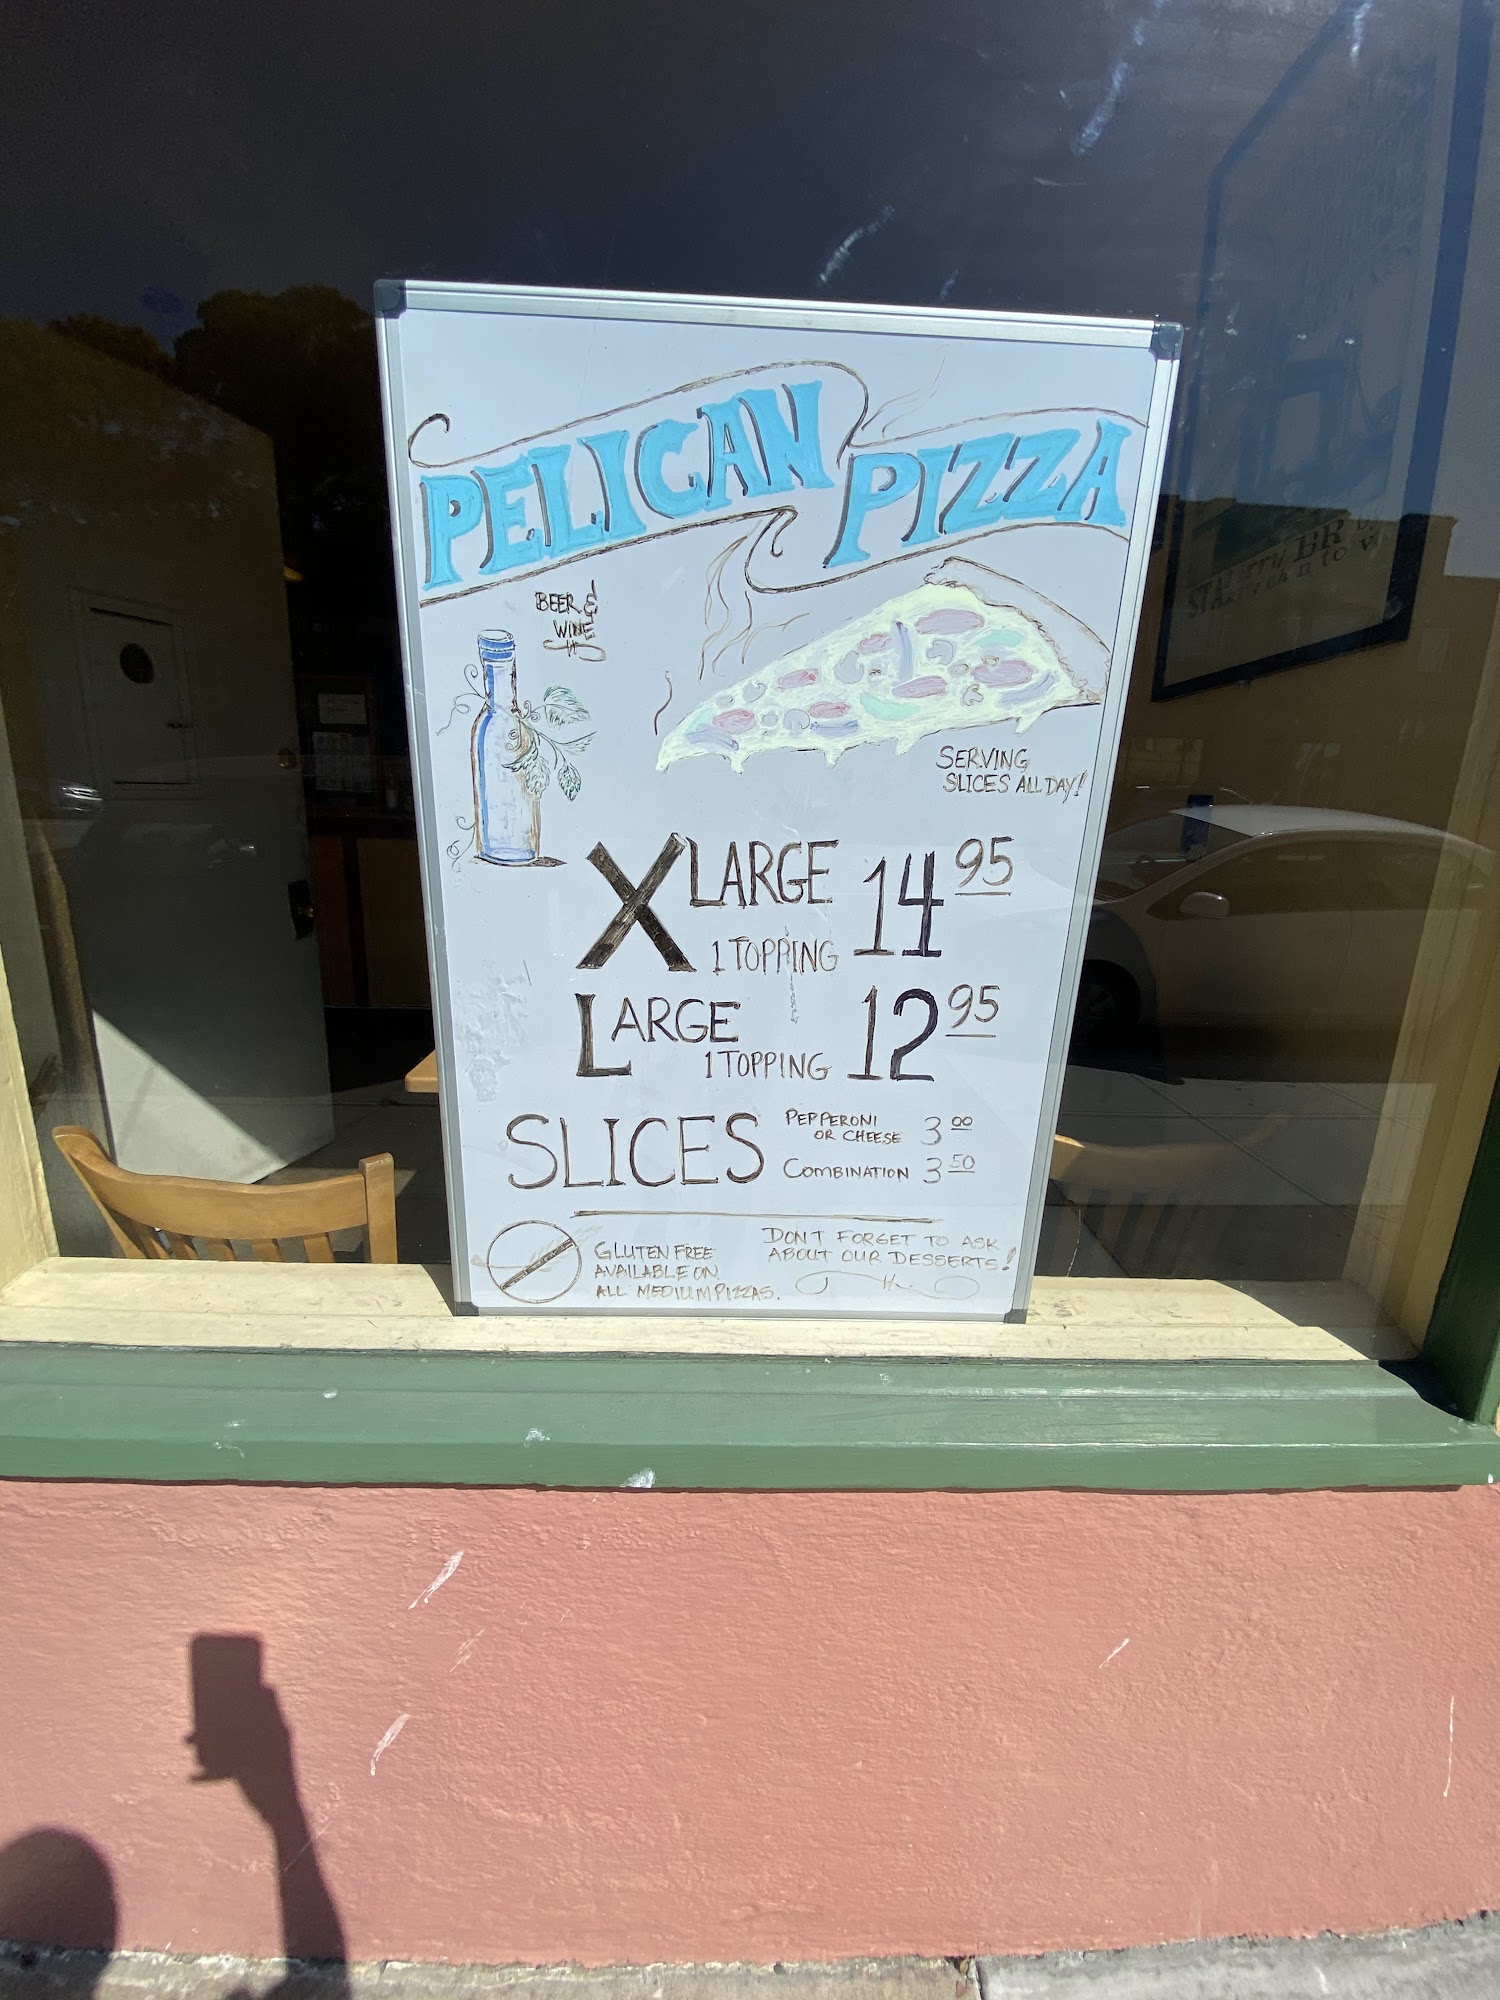 PELICAN PIZZA
BEER &
WINE
SERVING
SLICES ALL DAY!
XLARGE 14 95
1 TOPPING
LARGE 12 95
1 TOPPING
SLICES
PEPPERONI
OR CHEESE 3 00
COMBINATION 3 50
GLUTEN FREE
AVAILABLE ON
ALL MEDIUM PIZZAS.
DON'T FORGET TO ASK
ABOUT OUR DESSERTS!